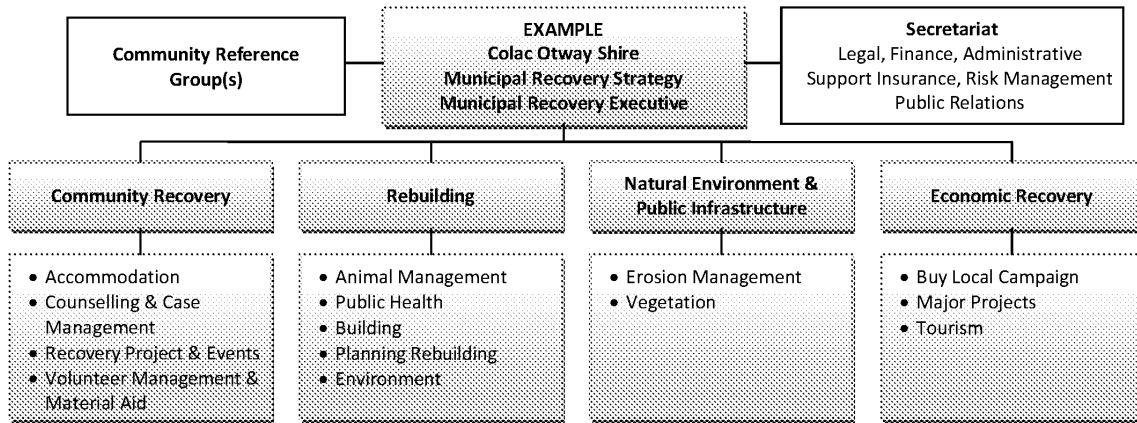 Community Reference
Group(s)
EXAMPLE
Colac Otway Shire
Municipal Recovery Strategy
Municipal Recovery Executive
Secretariat
Legal, Finance, Administrative
Support Insurance, Risk Management
Public Relations
Community Recovery
Rebuilding
Natural Environment &
Public Infrastructure
Economic Recovery
• Accommodation
• Counselling & Case
Management
• Recovery Project & Events
• Volunteer Management &
Material Aid
• Animal Management
• Public Health
• Building
• Planning Rebuilding
• Environment
• Erosion Management
• Vegetation
• Buy Local Campaign
• Major Projects
• Tourism